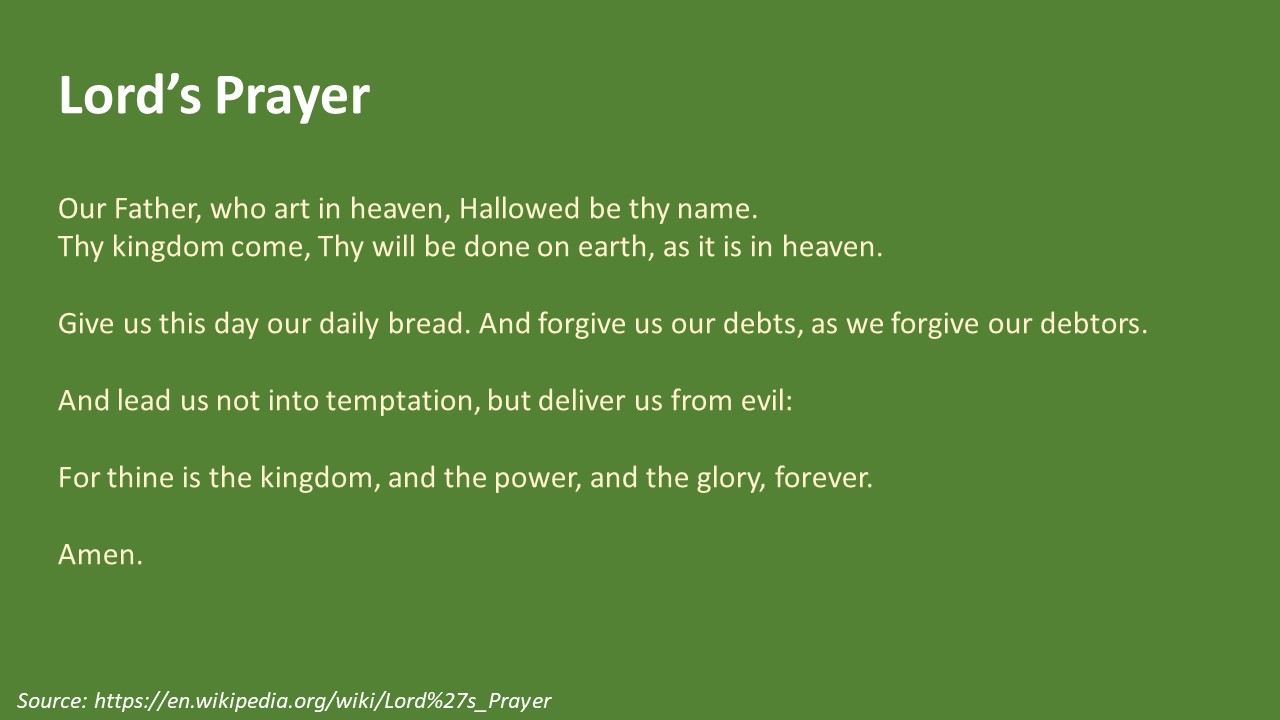 Lord’s Prayer
Our Father, who art in heaven, Hallowed be thy name.
Thy kingdom come, Thy will be done on earth, as it is in heaven.
Give us this day our daily bread. And forgive us our debts, as we forgive our debtors.
And lead us not into temptation, but deliver us from evil:
For thine is the kingdom, and the power, and the glory, forever.
Amen.
Source: https://en.wikipedia.org/wiki/Lord%27s_Prayer